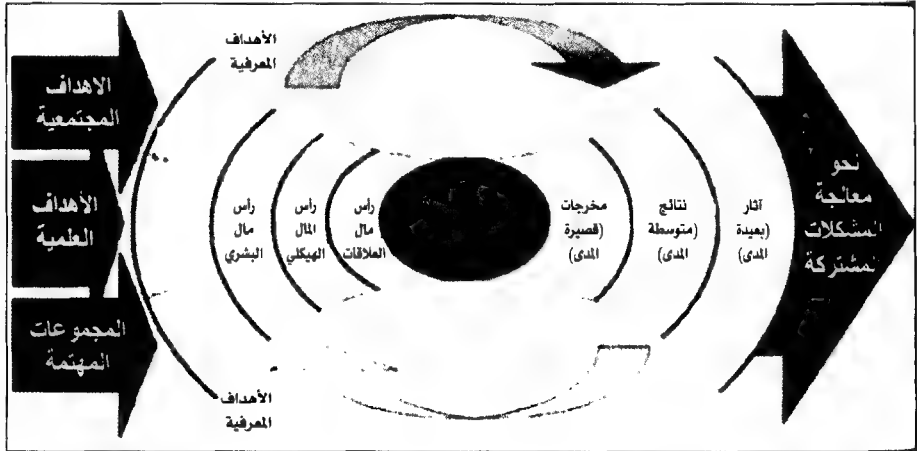 الأهداف
المعرفية
الاهداف
المجتمعية
الأهداف
العلمية
المجموعات
المهتمة
رأس
مال
البشري
رأس
المال
الهيكلي
رأس
مال
العلاقات
مخرجات
(قصيرة
المدى)
نتائج
(متوسطة
المدى)
آثار
(بعيدة
المدى)
نحو
معالجة
المشكلات
المشتركة
الأهداف
المعرفية